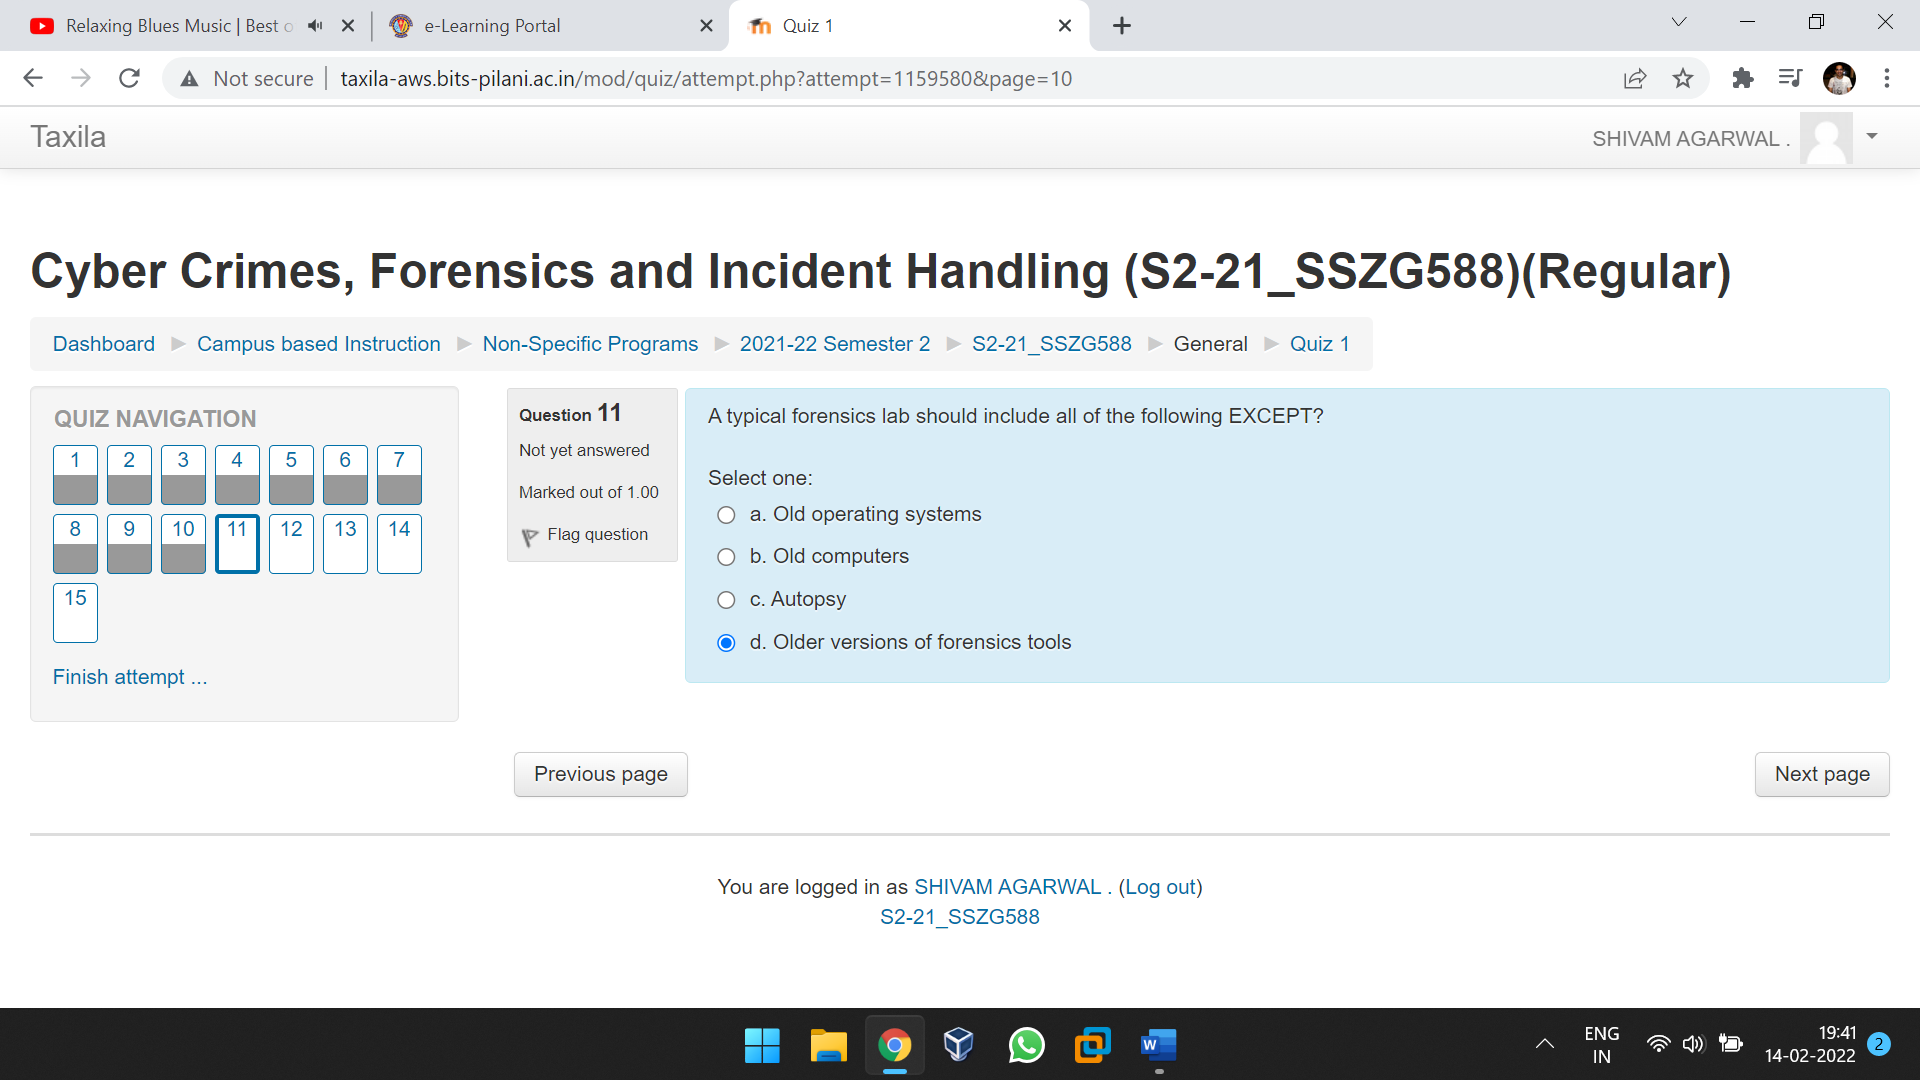 Relaxing Blues Music | Best o
e-Learning Portal
Quiz 1
Not secure
taxila-aws.bits-pilani.ac.in/mod/quiz/attempt.php?attempt=1159580&page=10
Taxila
SHIVAM AGARWAL .
Cyber Crimes, Forensics and Incident Handling (S2-21_SSZG588)(Regular)
Dashboard Campus based Instruction Non-Specific Programs 2021-22 Semester 2 S2-21_SSZG588 General Quiz 1
QUIZ NAVIGATION
1 2 3 4 5 6 7
8 9 10 11 12 13 14
15
Finish attempt ...
Question 11
Not yet answered
Marked out of 1.00
Flag question
A typical forensics lab should include all of the following EXCEPT?
Select one:
a. Old operating systems
b. Old computers
c. Autopsy
d. Older versions of forensics tools
Previous page
Next page
You are logged in as SHIVAM AGARWAL . (Log out)
S2-21_SSZG588
W
ENG
IN
19:41
14-02-2022
2